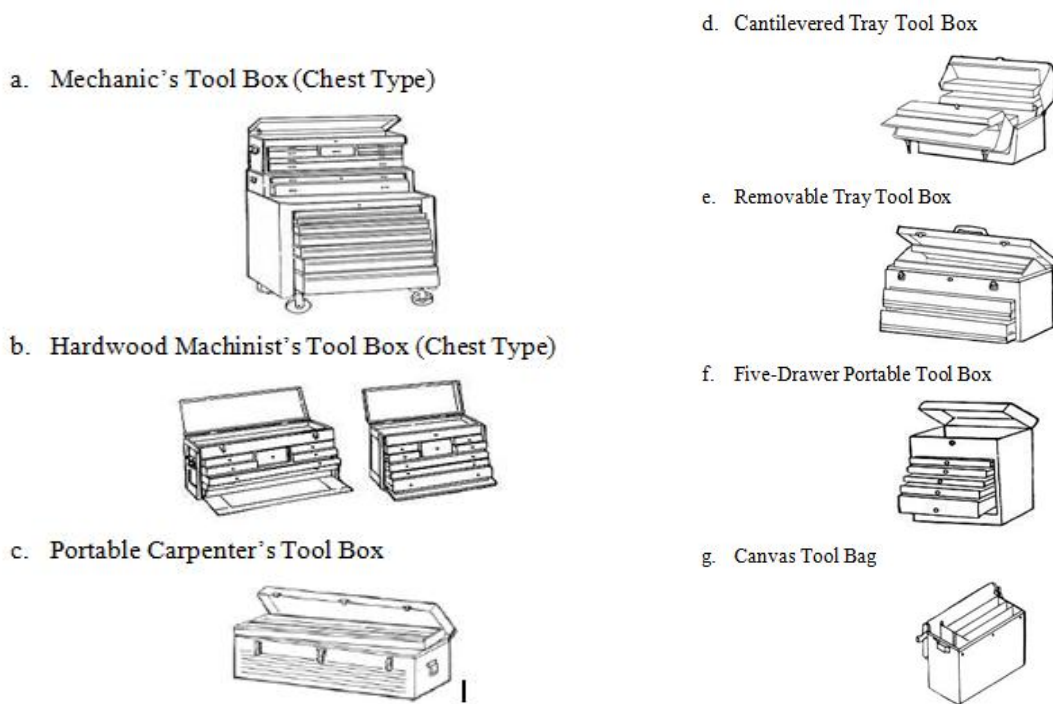 a. Mechanic's Tool Box (Chest Type)
b. Hardwood Machinist's Tool Box (Chest Type)
c. Portable Carpenter's Tool Box
d. Cantilevered Tray Tool Box
e. Removable Tray Tool Box
f. Five-Drawer Portable Tool Box
g. Canvas Tool Bag